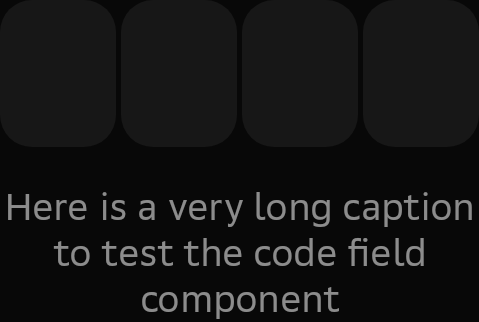 Here is a very long caption
to test the code field
component